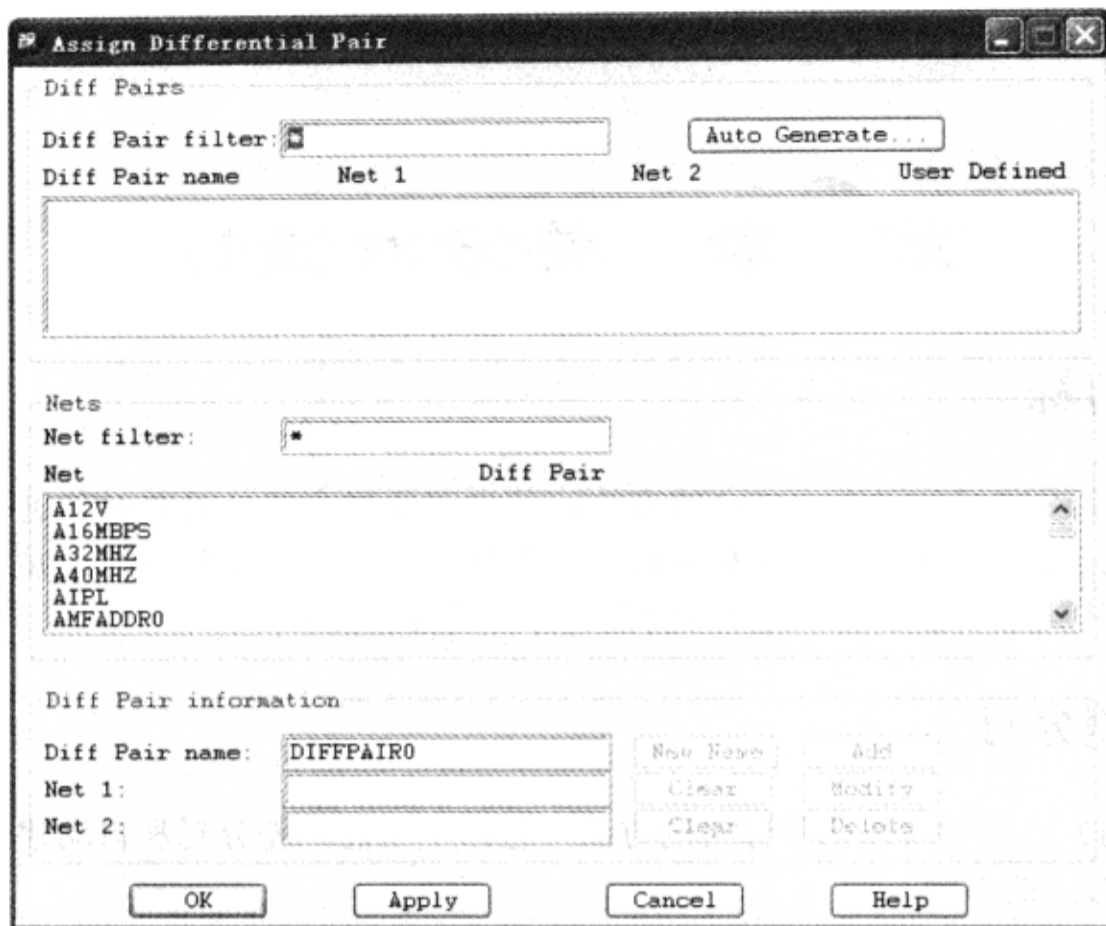 Assign Differential Pair
Diff Pairs
Diff Pair filter: * Auto Generate...
Diff Pair name Net 1 Net 2 User Defined
Nets
Net filter: *
Net Diff Pair
A12V
A16MBPS
A32MHZ
A40MHZ
AIPL
AMFADDR0
Diff Pair information
Diff Pair name: DIFFPAIR0 New Name Add
Net 1: Clear Modify
Net 2: Clear Delete
OK Apply Cancel Help